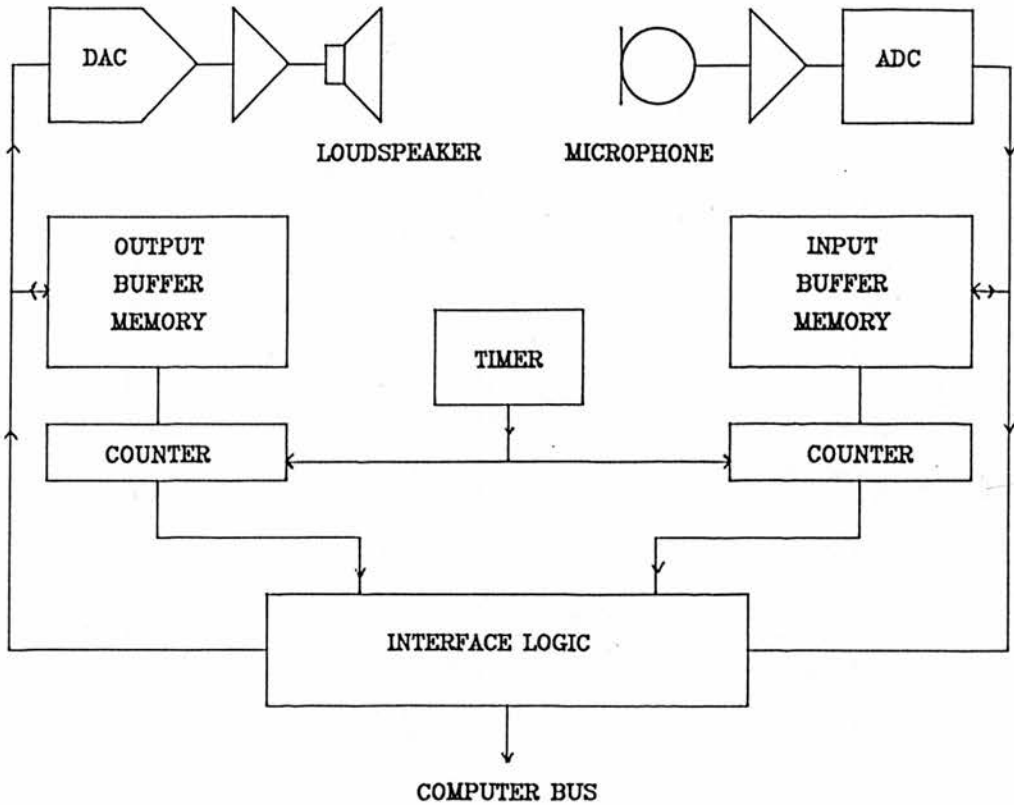 DAC
ADC
LOUDSPEAKER
MICROPHONE
OUTPUT
BUFFER
MEMORY
INPUT
BUFFER
MEMORY
TIMER
COUNTER
COUNTER
INTERFACE LOGIC
COMPUTER BUS